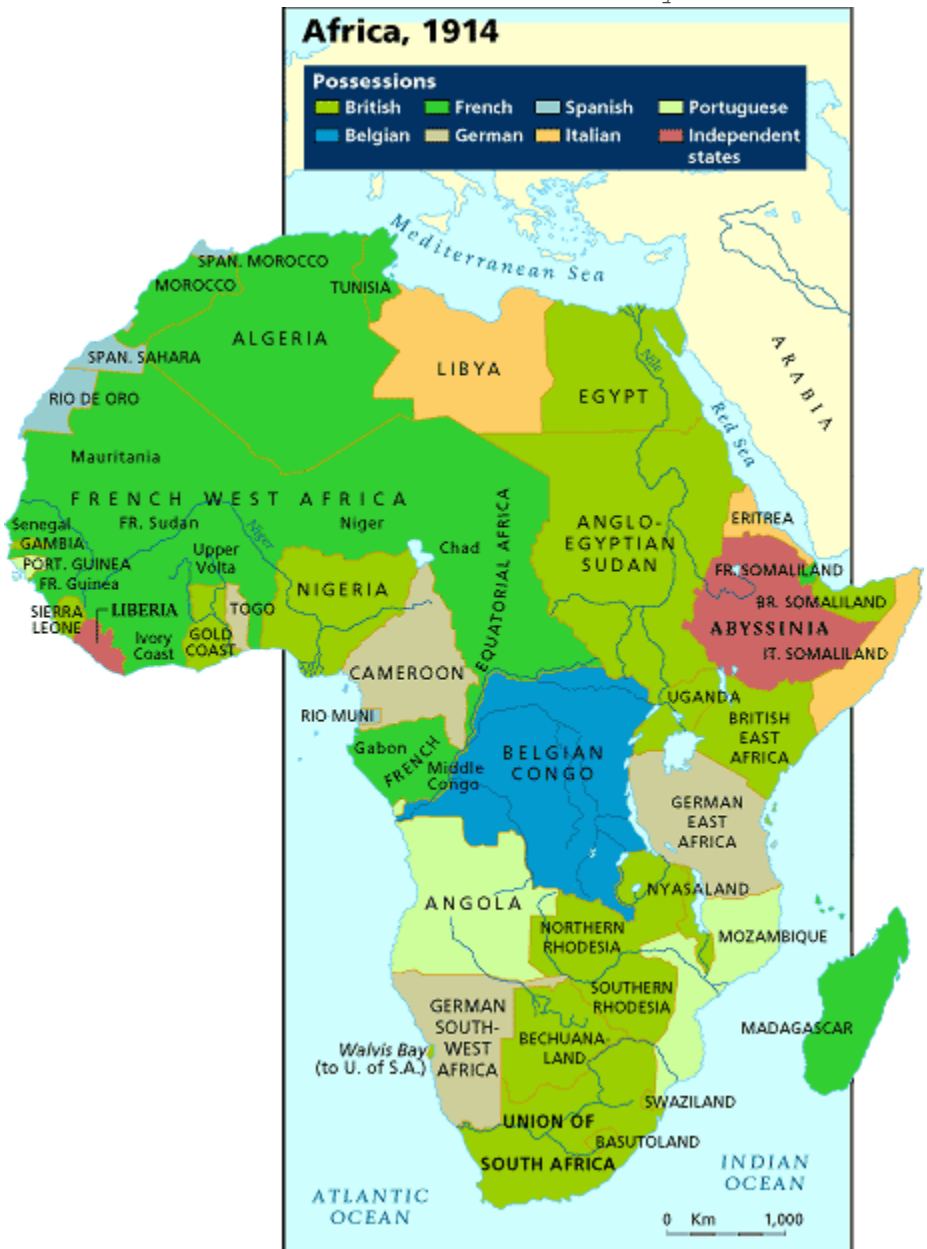 Africa, 1914
Possessions
British
French
Spanish
Portuguese
Belgian
German
Italian
Independent
states
Mediterranean Sea
SPAN. MOROCCO
MOROCCO
TUNISIA
ALGERIA
SPAN. SAHARA
LIBYA
EGYPT
Nile
ARABIA
Red Sea
RIO DE ORO
Mauritania
FRENCH WEST AFRICA
Senegal
FR. Sudan
Niger
Niger
GAMBIA
Upper
Volta
Chad
EQUATORIAL AFRICA
ANGLO-
EGYPTIAN
SUDAN
ERITREA
PORT. GUINEA
FR. Guinea
NIGERIA
FR. SOMALILAND
SIERRA
LEONE
LIBERIA
TOGO
BR. SOMALILAND
Ivory
Coast
GOLD
COAST
ABYSSINIA
IT. SOMALILAND
CAMEROON
UGANDA
RIO MUNI
BRITISH
EAST
AFRICA
Gabon
FRENCH
Middle
Congo
BELGIAN
CONGO
GERMAN
EAST
AFRICA
NYASALAND
ANGOLA
NORTHERN
RHODESIA
MOZAMBIQUE
GERMAN
SOUTH-
WEST
AFRICA
SOUTHERN
RHODESIA
BECHUANA-
LAND
MADAGASCAR
Walvis Bay
(to U. of S.A.)
SWAZILAND
UNION OF
SOUTH AFRICA
BASUTOLAND
ATLANTIC
OCEAN
INDIAN
OCEAN
0 Km 1,000